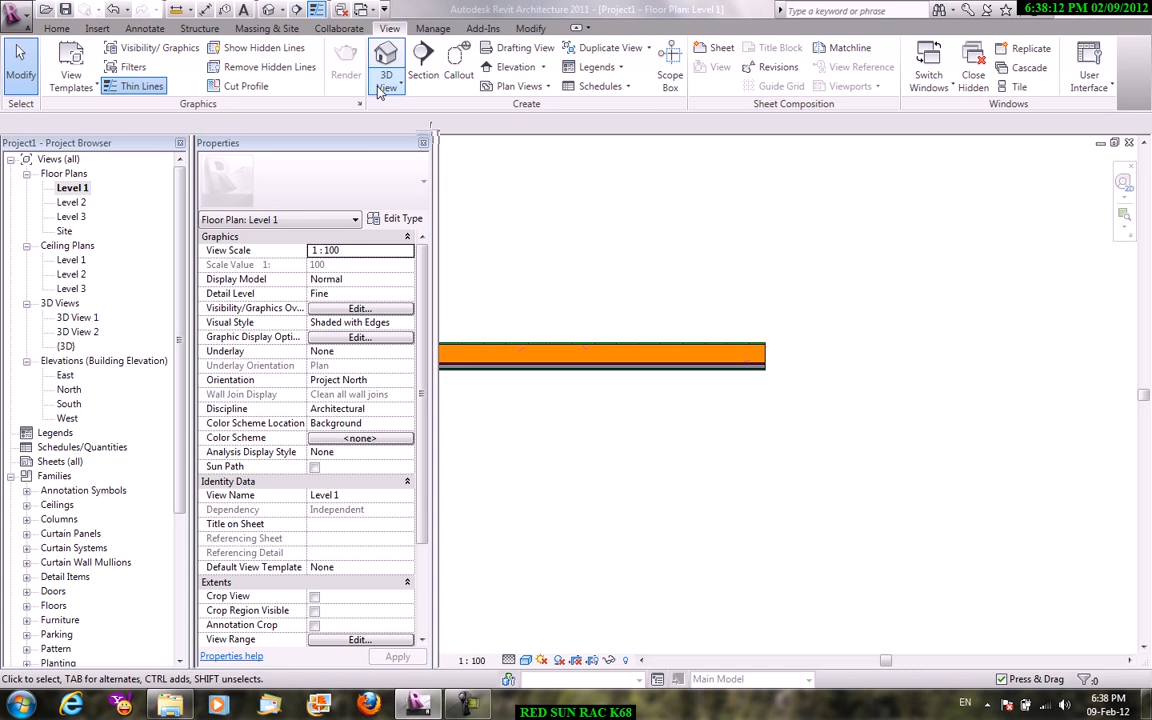 Autodesk Revit Architecture 2011 - [Project1 - Floor Plan: Level 1]
Type a keyword or phrase
6:38:12 PM 02/09/2012
Home Insert Annotate Structure Massing & Site Collaborate View Manage Add-Ins Modify
Modify
View Templates
Visibility/ Graphics
Filters
Thin Lines
Show Hidden Lines
Remove Hidden Lines
Cut Profile
Render
3D View
Section
Callout
Drafting View
Elevation
Plan Views
Duplicate View
Legends
Schedules
Scope Box
Sheet
View
Title Block
Revisions
Guide Grid
Matchline
View Reference
Viewports
Switch Windows
Close Hidden
Replicate
Cascade
Tile
User Interface
Select Graphics Create Sheet Composition Windows
Project1 - Project Browser
Views (all)
Floor Plans
Level 1
Level 2
Level 3
Site
Ceiling Plans
Level 1
Level 2
Level 3
3D Views
3D View 1
3D View 2
{3D}
Elevations (Building Elevation)
East
North
South
West
Legends
Schedules/Quantities
Sheets (all)
Families
Annotation Symbols
Ceilings
Columns
Curtain Panels
Curtain Systems
Curtain Wall Mullions
Detail Items
Doors
Floors
Furniture
Parking
Pattern
Planting
Properties
Floor Plan: Level 1 Edit Type
Graphics
View Scale 1 : 100
Scale Value 1: 100
Display Model Normal
Detail Level Fine
Visibility/Graphics Ov... Edit...
Visual Style Shaded with Edges
Graphic Display Opti... Edit...
Underlay None
Underlay Orientation Plan
Orientation Project North
Wall Join Display Clean all wall joins
Discipline Architectural
Color Scheme Location Background
Color Scheme <none>
Analysis Display Style None
Sun Path
Identity Data
View Name Level 1
Dependency Independent
Title on Sheet
Referencing Sheet
Referencing Detail
Default View Template None
Extents
Crop View
Crop Region Visible
Annotation Crop
View Range Edit...
Properties help Apply
2D
1 : 100
Click to select, TAB for alternates, CTRL adds, SHIFT unselects.
Main Model
Press & Drag
:0
EN
6:38 PM
09-Feb-12
RED SUN RAC K68